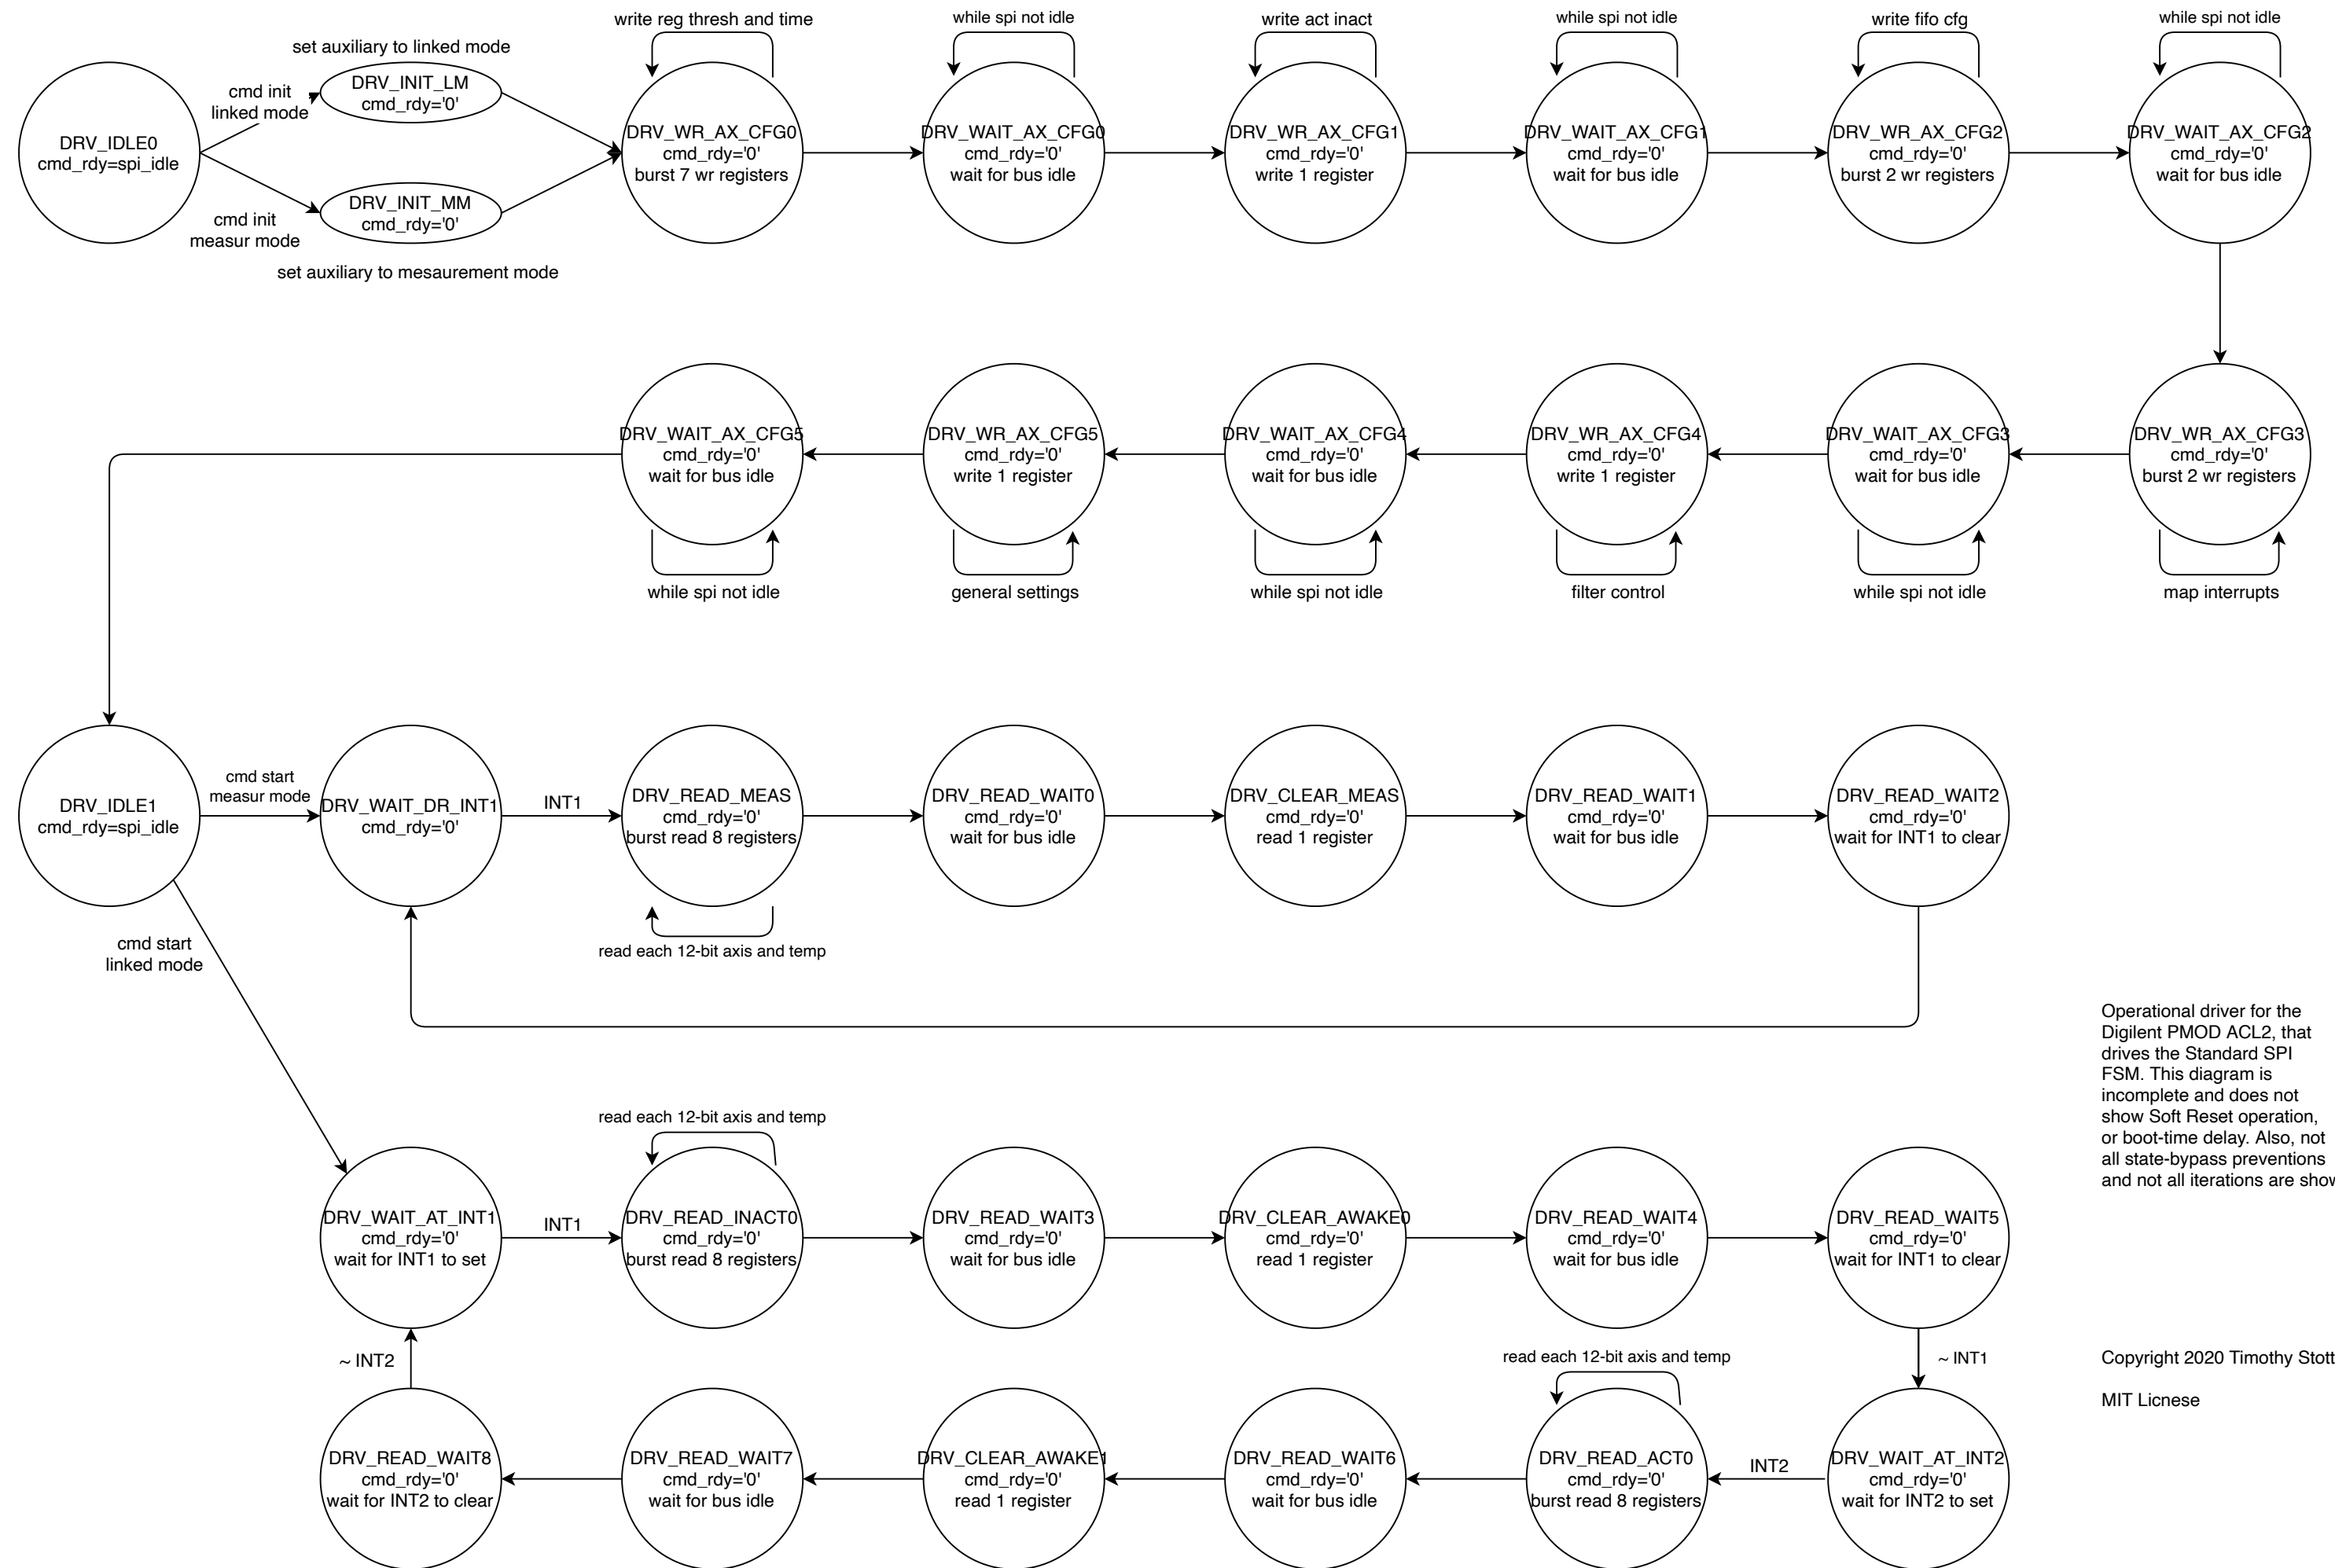 write reg thresh and time
while spi not idle
write act inact
while spi not idle
write fifo cfg
while spi not idle
set auxiliary to linked mode
cmd init
linked mode
DRV_INIT_LM
cmd_rdy='0'
DRV_IDLE0
cmd_rdy=spi_idle
DRV_INIT_MM
cmd_rdy='0'
cmd init
measur mode
set auxiliary to mesaurement mode
DRV_WR_AX_CFG0
cmd_rdy='0'
burst 7 wr registers
DRV_WAIT_AX_CFG0
cmd_rdy='0'
wait for bus idle
DRV_WR_AX_CFG1
cmd_rdy='0'
write 1 register
DRV_WAIT_AX_CFG1
cmd_rdy='0'
wait for bus idle
DRV_WR_AX_CFG2
cmd_rdy='0'
burst 2 wr registers
DRV_WAIT_AX_CFG2
cmd_rdy='0'
wait for bus idle
DRV_WAIT_AX_CFG5
cmd_rdy='0'
wait for bus idle
DRV_WR_AX_CFG5
cmd_rdy='0'
write 1 register
DRV_WAIT_AX_CFG4
cmd_rdy='0'
wait for bus idle
DRV_WR_AX_CFG4
cmd_rdy='0'
write 1 register
DRV_WAIT_AX_CFG3
cmd_rdy='0'
wait for bus idle
DRV_WR_AX_CFG3
cmd_rdy='0'
burst 2 wr registers
while spi not idle
general settings
while spi not idle
filter control
while spi not idle
map interrupts
DRV_IDLE1
cmd_rdy=spi_idle
cmd start
measur mode
DRV_WAIT_DR_INT1
cmd_rdy='0'
INT1
DRV_READ_MEAS
cmd_rdy='0'
burst read 8 registers
DRV_READ_WAIT0
cmd_rdy='0'
wait for bus idle
DRV_CLEAR_MEAS
cmd_rdy='0'
read 1 register
DRV_READ_WAIT1
cmd_rdy='0'
wait for bus idle
DRV_READ_WAIT2
cmd_rdy='0'
wait for INT1 to clear
cmd start
linked mode
read each 12-bit axis and temp
Operational driver for the
Digilent PMOD ACL2, that
drives the Standard SPI
FSM. This diagram is
incomplete and does not
show Soft Reset operation,
or boot-time delay. Also, not
all state-bypass preventions
and not all iterations are
read each 12-bit axis and temp
DRV_WAIT_AT_INT1
cmd_rdy='0'
wait for INT1 to set
INT1
DRV_READ_INACT0
cmd_rdy='0'
burst read 8 registers
DRV_READ_WAIT3
cmd_rdy='0'
wait for bus idle
DRV_CLEAR_AWAKE0
cmd_rdy='0'
read 1 register
DRV_READ_WAIT4
cmd_rdy='0'
wait for bus idle
DRV_READ_WAIT5
cmd_rdy='0'
wait for INT1 to clear
~ INT2
read each 12-bit axis and temp
~ INT1
Copyright 2020 Timothy Stott
MIT Licnese
DRV_READ_WAIT8
cmd_rdy='0'
wait for INT2 to clear
DRV_READ_WAIT7
cmd_rdy='0'
wait for bus idle
DRV_CLEAR_AWAKE1
cmd_rdy='0'
read 1 register
DRV_READ_WAIT6
cmd_rdy='0'
wait for bus idle
DRV_READ_ACT0
cmd_rdy='0'
burst read 8 registers
INT2
DRV_WAIT_AT_INT2
cmd_rdy='0'
wait for INT2 to set